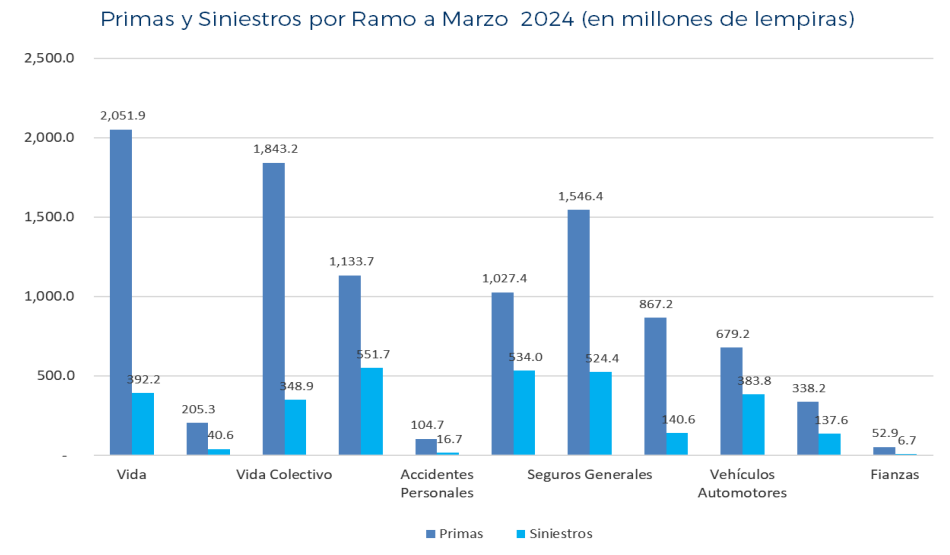 Primas y Siniestros por Ramo a Marzo 2024 (en millones de lempiras)
2,500.0
2,000.0
1,500.0
1,000.0
500.0
-
2,051.9
392.2
205.3
40.6
1,843.2
348.9
1,133.7
551.7
104.7
16.7
1,027.4
534.0
1,546.4
524.4
867.2
140.6
679.2
383.8
338.2
137.6
52.9
6.7
Vida
Vida Colectivo
Accidentes
Personales
Seguros Generales
Vehículos
Automotores
Fianzas
Primas
Siniestros